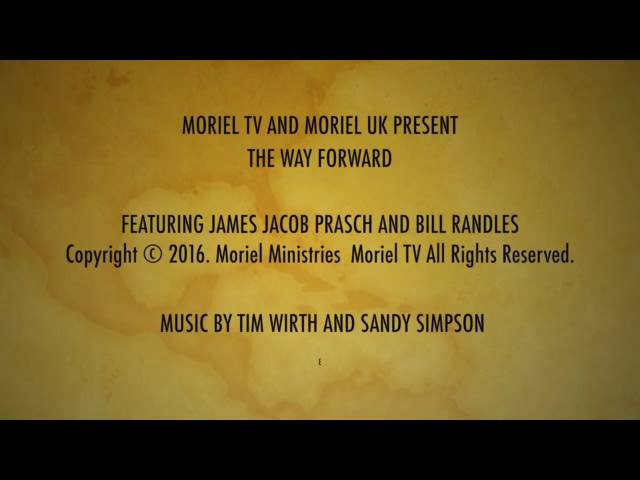 MORIEL TV AND MORIEL UK PRESENT
THE WAY FORWARD
FEATURING JAMES JACOB PRASCH AND BILL RANDLES
Copyright © 2016. Moriel Ministries  Moriel TV All Rights Reserved.
MUSIC BY TIM WIRTH AND SANDY SIMPSON
E